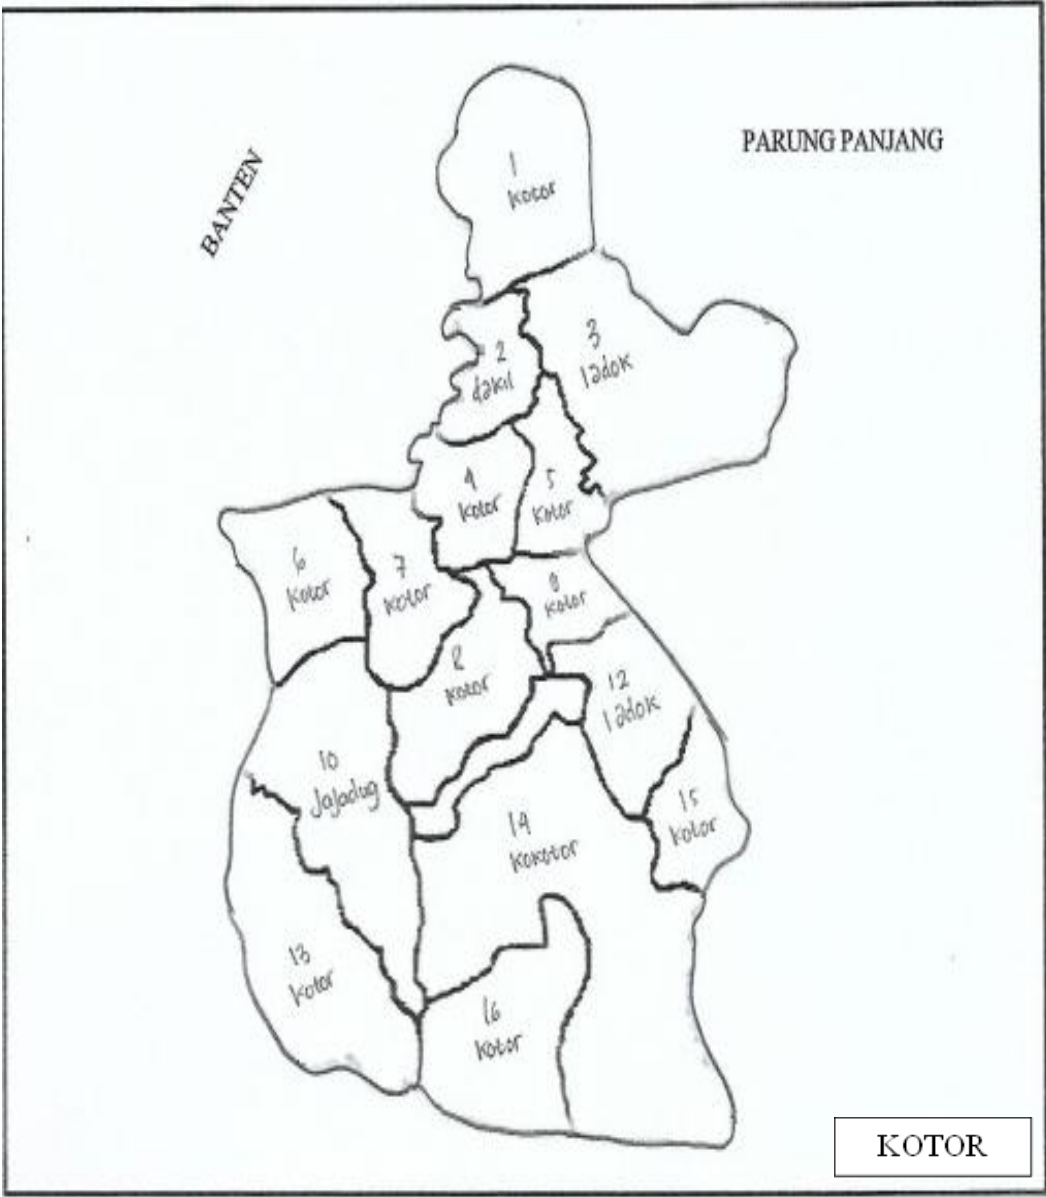 PARUNG PANJANG
BANTEN
1
Kotor
2
dakil
3
ladok
4
Kotor
5
Kotor
6
Kotor
7
Kotor
8
Kotor
8
Kotor
10
Jajadug
12
ladok
13
Kotor
14
Kokotor
15
Kotor
16
Kotor
KOTOR